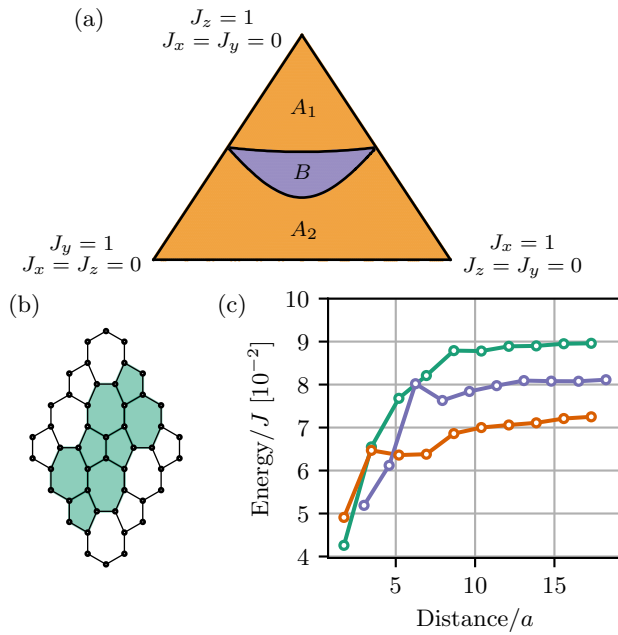 (a)
J_z = 1
J_x = J_y = 0
A_1
B
A_2
J_y = 1
J_x = J_z = 0
J_x = 1
J_z = J_y = 0
(b)
(c)
10
9
8
7
6
5
4
Energy/J [10^{-2}]
5 10 15
Distance/a